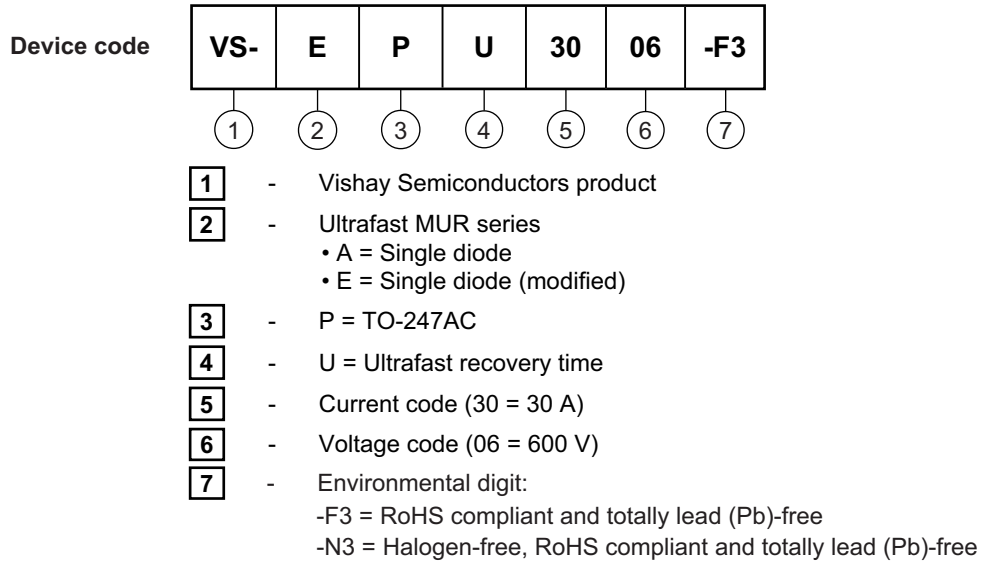 Device code VS- E P U 30 06 -F3
1 2 3 4 5 6 7
1 - Vishay Semiconductors product
2 - Ultrafast MUR series
• A = Single diode
• E = Single diode (modified)
3 - P = TO-247AC
4 - U = Ultrafast recovery time
5 - Current code (30 = 30 A)
6 - Voltage code (06 = 600 V)
7 - Environmental digit:
-F3 = RoHS compliant and totally lead (Pb)-free
-N3 = Halogen-free, RoHS compliant and totally lead (Pb)-free